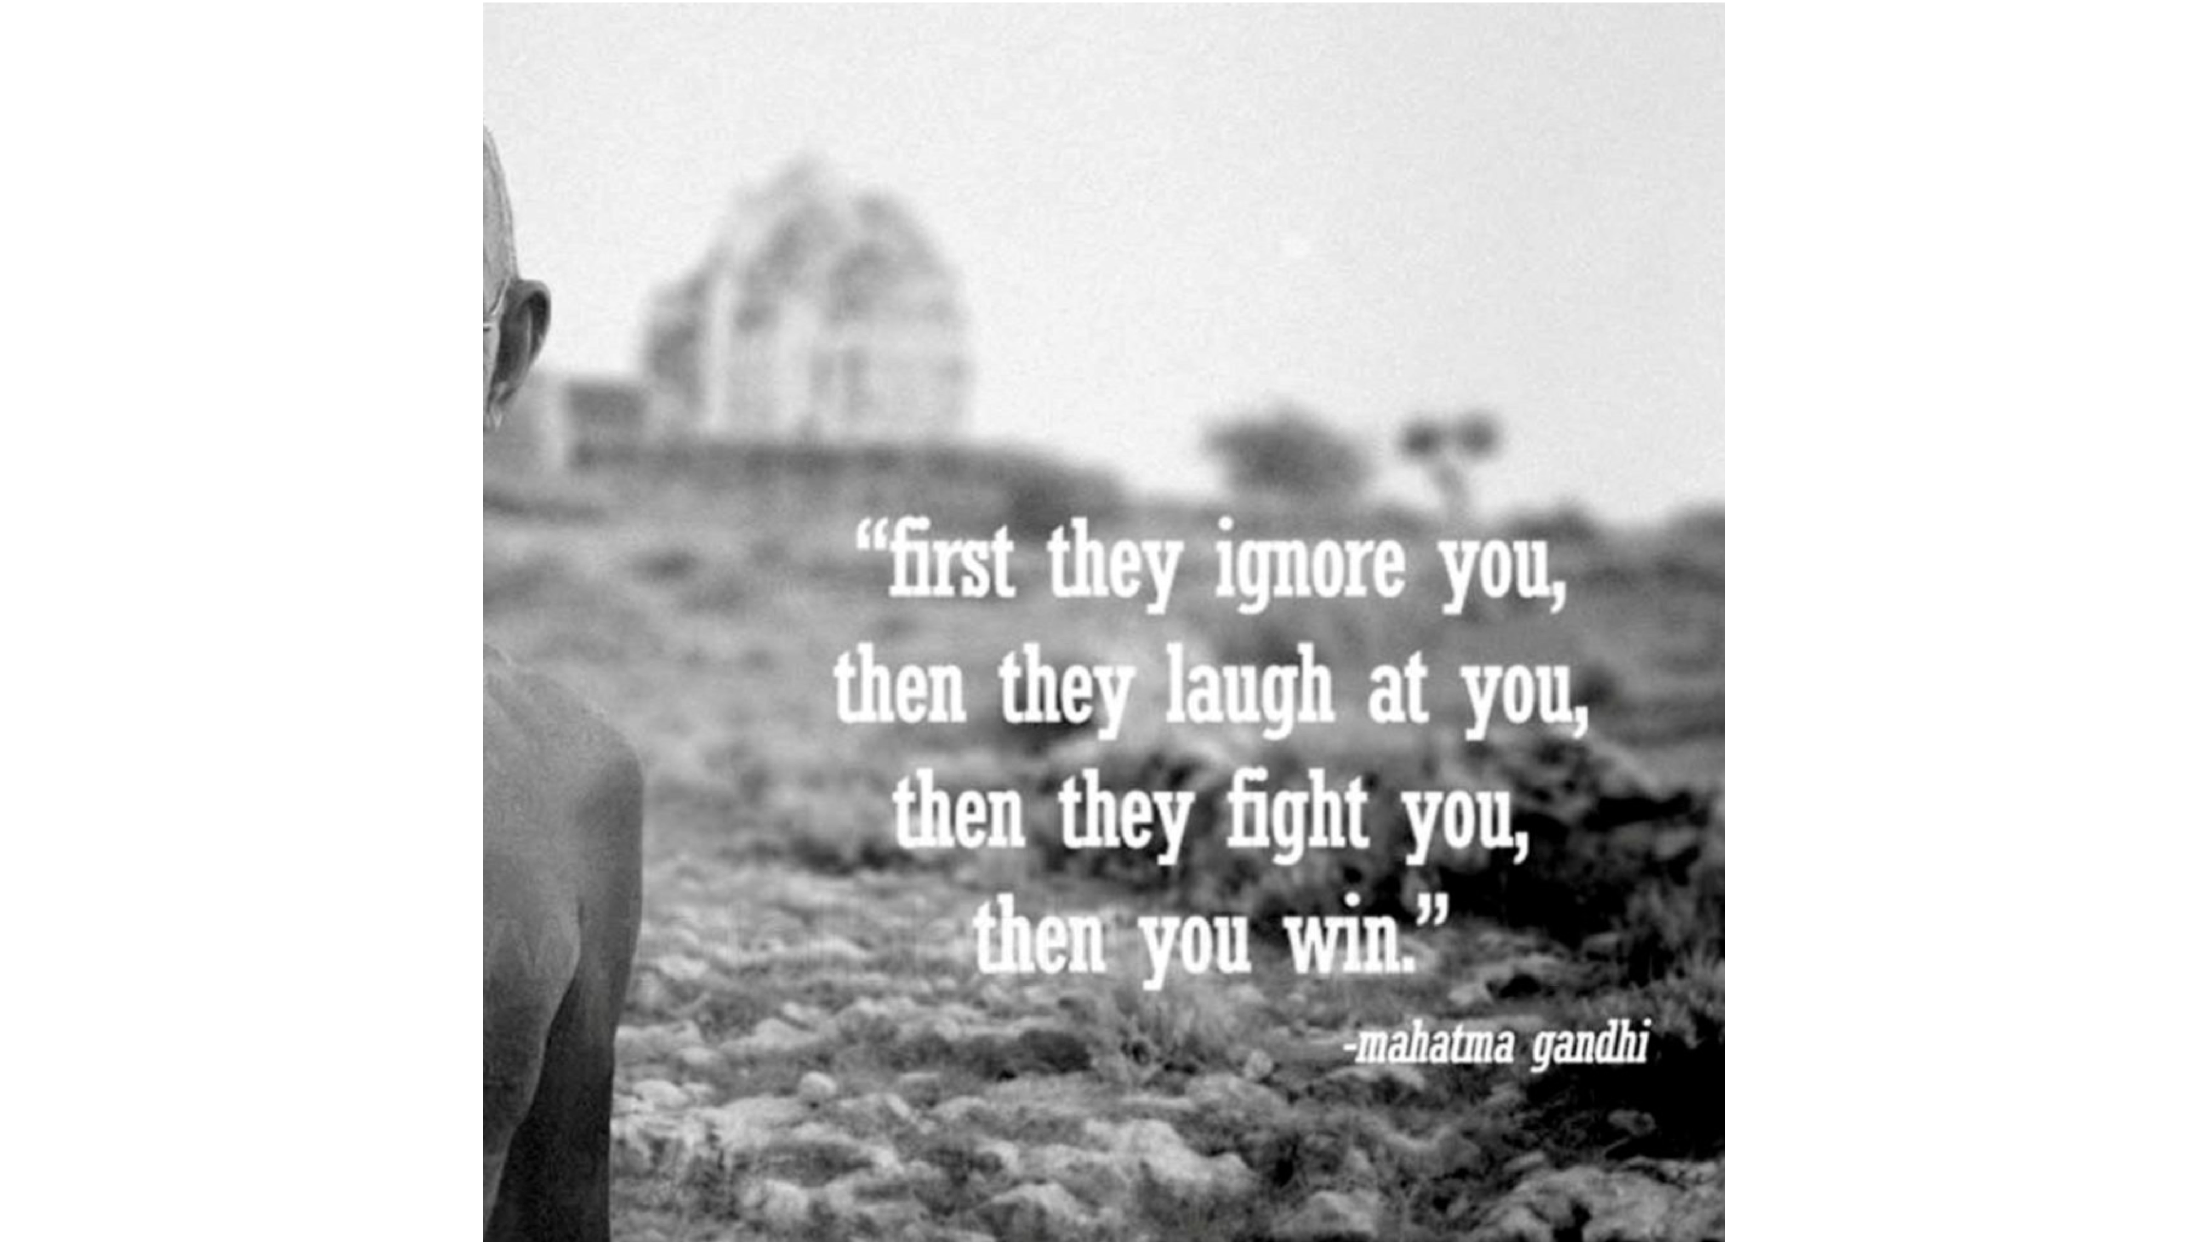 “first they ignore you,
then they laugh at you,
then they fight you,
then you win.”
-mahatma gandhi